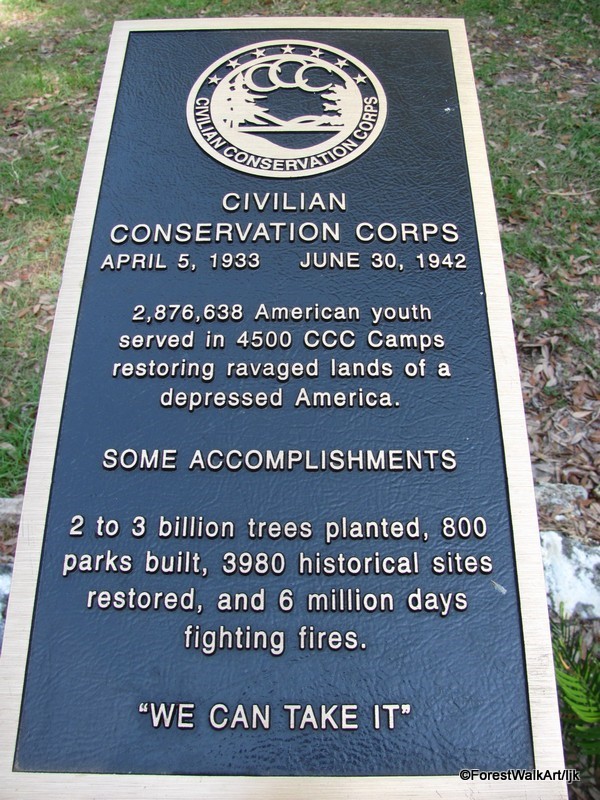 CCC
CIVILIAN CONSERVATION CORPS
CIVILIAN
CONSERVATION CORPS
APRIL 5, 1933 JUNE 30, 1942
2,876,638 American youth
served in 4500 CCC Camps
restoring ravaged lands of a
depressed America.
SOME ACCOMPLISHMENTS
2 to 3 billion trees planted, 800
parks built, 3980 historical sites
restored, and 6 million days
fighting fires.
"WE CAN TAKE IT"
©ForestWalkArt/ljk